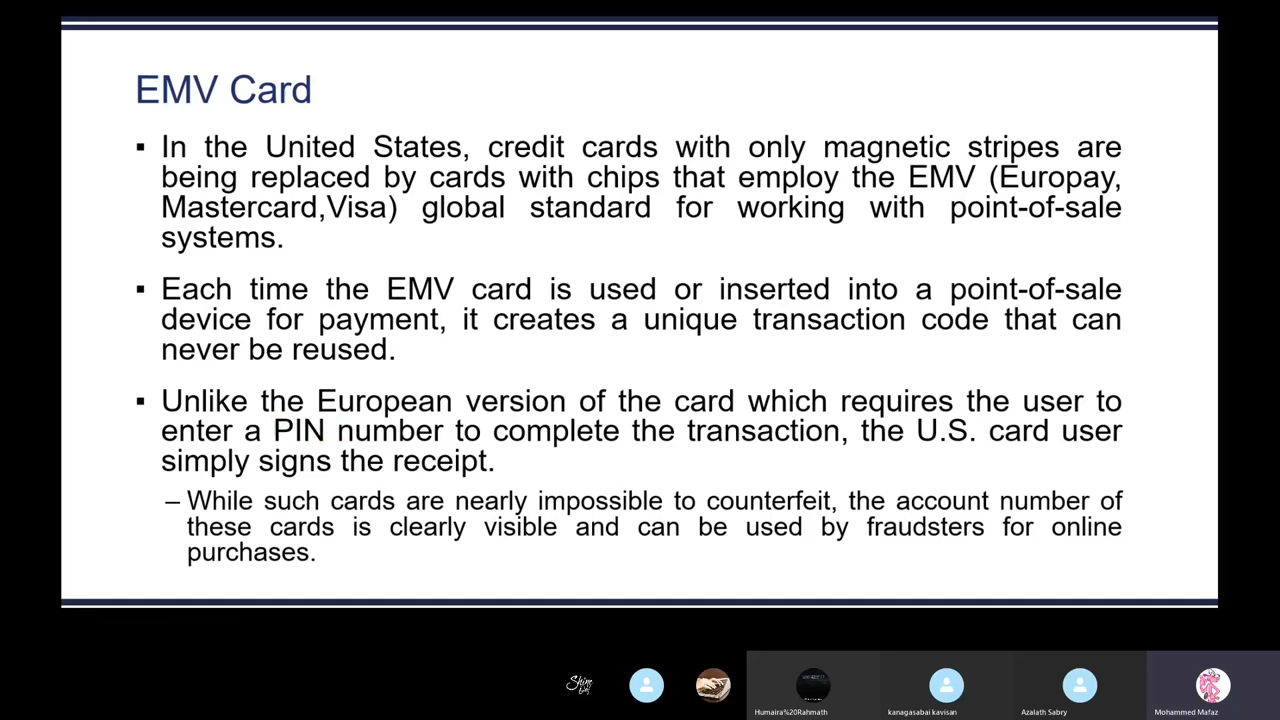 EMV Card
▪ In the United States, credit cards with only magnetic stripes are
being replaced by cards with chips that employ the EMV (Europay,
Mastercard,Visa) global standard for working with point-of-sale
systems.
▪ Each time the EMV card is used or inserted into a point-of-sale
device for payment, it creates a unique transaction code that can
never be reused.
▪ Unlike the European version of the card which requires the user to
enter a PIN number to complete the transaction, the U.S. card user
simply signs the receipt.
– While such cards are nearly impossible to counterfeit, the account number of
these cards is clearly visible and can be used by fraudsters for online
purchases.
Shine
Humaira%20Rahmath
kanagasabai kavisan
Azalath Sabry
Mohammed Mafaz